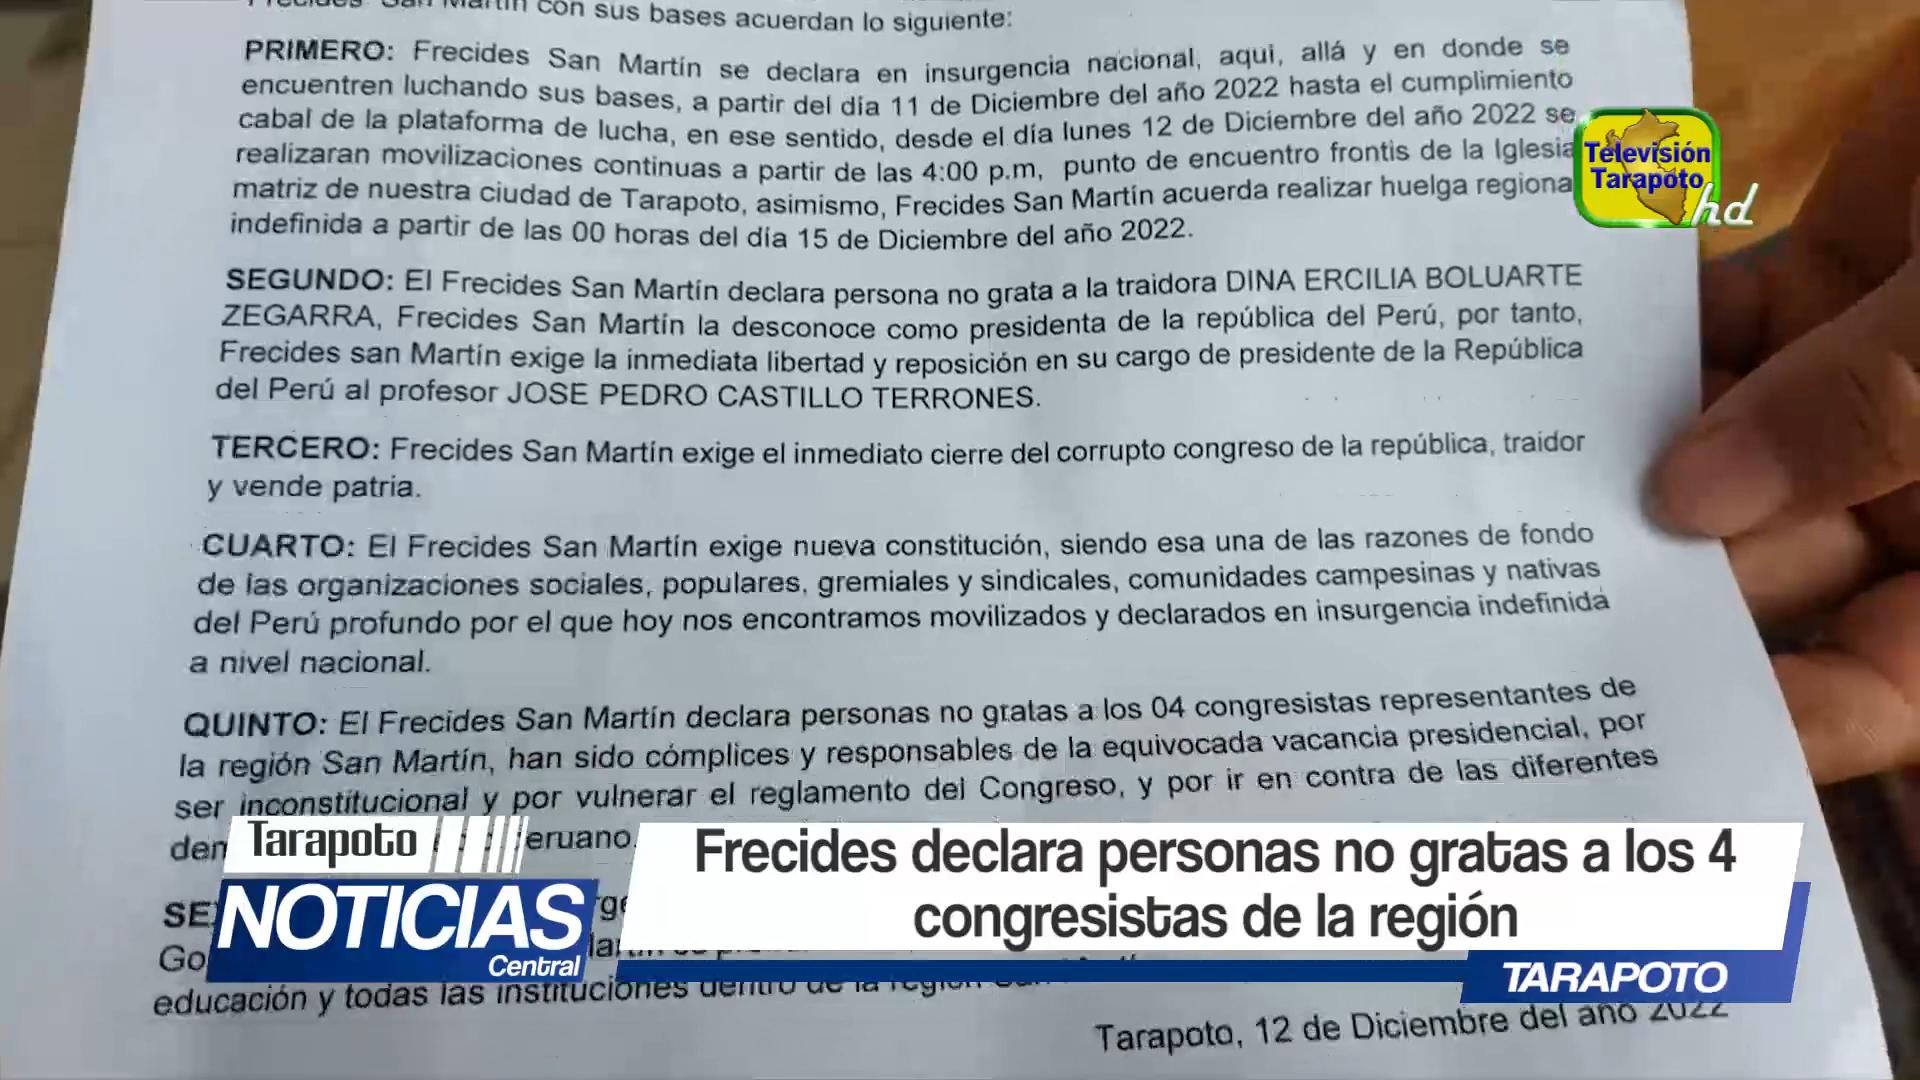 Frecides San Martín con sus bases acuerdan lo siguiente:
PRIMERO: Frecides San Martín se declara en insurgencia nacional, aqui, allá y en donde se
encuentren luchando sus bases, a partir del día 11 de Diciembre del año 2022 hasta el cumplimiento
cabal de la plataforma de lucha, en ese sentido, desde el día lunes 12 de Diciembre del año 2022 se
realizaran movilizaciones continuas a partir de las 4:00 p.m, punto de encuentro frontis de la Iglesia
matriz de nuestra ciudad de Tarapoto, asimismo, Frecides San Martín acuerda realizar huelga regional
indefinida a partir de las 00 horas del día 15 de Diciembre del año 2022.
Televisión
Tarapoto
hd
SEGUNDO: El Frecides San Martín declara persona no grata a la traidora DINA ERCILIA BOLUARTE
ZEGARRA, Frecides San Martín la desconoce como presidenta de la república del Perú, por tanto,
Frecides san Martín exige la inmediata libertad y reposición en su cargo de presidente de la República
del Perú al profesor JOSE PEDRO CASTILLO TERRONES.
TERCERO: Frecides San Martín exige el inmediato cierre del corrupto congreso de la república, traidor
y vende patria.
CUARTO: El Frecides San Martín exige nueva constitución, siendo esa una de las razones de fondo
de las organizaciones sociales, populares, gremiales y sindicales, comunidades campesinas y nativas
del Perú profundo por el que hoy nos encontramos movilizados y declarados en insurgencia indefinida
a nivel nacional.
QUINTO: El Frecides San Martín declara personas no gratas a los 04 congresistas representantes de
la región San Martín, han sido cómplices y responsables de la equivocada vacancia presidencial, por
ser inconstitucional y por vulnerar el reglamento del Congreso, y por ir en contra de las diferentes
educación y todas las instituciones dentro de la región
Tarapoto, 12 de Diciembre del año 2022
Tarapoto
NOTICIAS
Central
Frecides declara personas no gratas a los 4
congresistas de la región
TARAPOTO